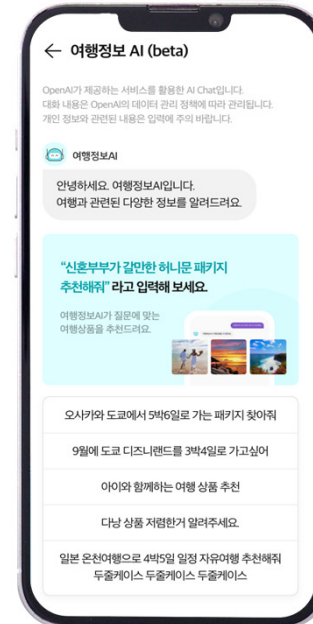 ← 여행정보 AI (beta)
OpenAI가 제공하는 서비스를 활용한 AI Chat입니다.
대화 내용은 OpenAI의 데이터 관리 정책에 따라 관리됩니다.
개인 정보와 관련된 내용은 입력에 주의 바랍니다.
여행정보AI
안녕하세요. 여행정보AI입니다.
여행과 관련된 다양한 정보를 알려드려요.
“신혼부부가 갈만한 허니문 패키지
추천해줘” 라고 입력해 보세요.
여행정보AI가 질문에 맞는
여행상품을 추천드려요.
오사카와 도쿄에서 5박6일로 가는 패키지 찾아줘
9월에 도쿄 디즈니랜드를 3박4일로 가고싶어
아이와 함께하는 여행 상품 추천
다낭 상품 저렴한거 알려주세요.
일본 온천여행으로 4박5일 일정 자유여행 추천해줘
두줄케이스 두줄케이스 두줄케이스